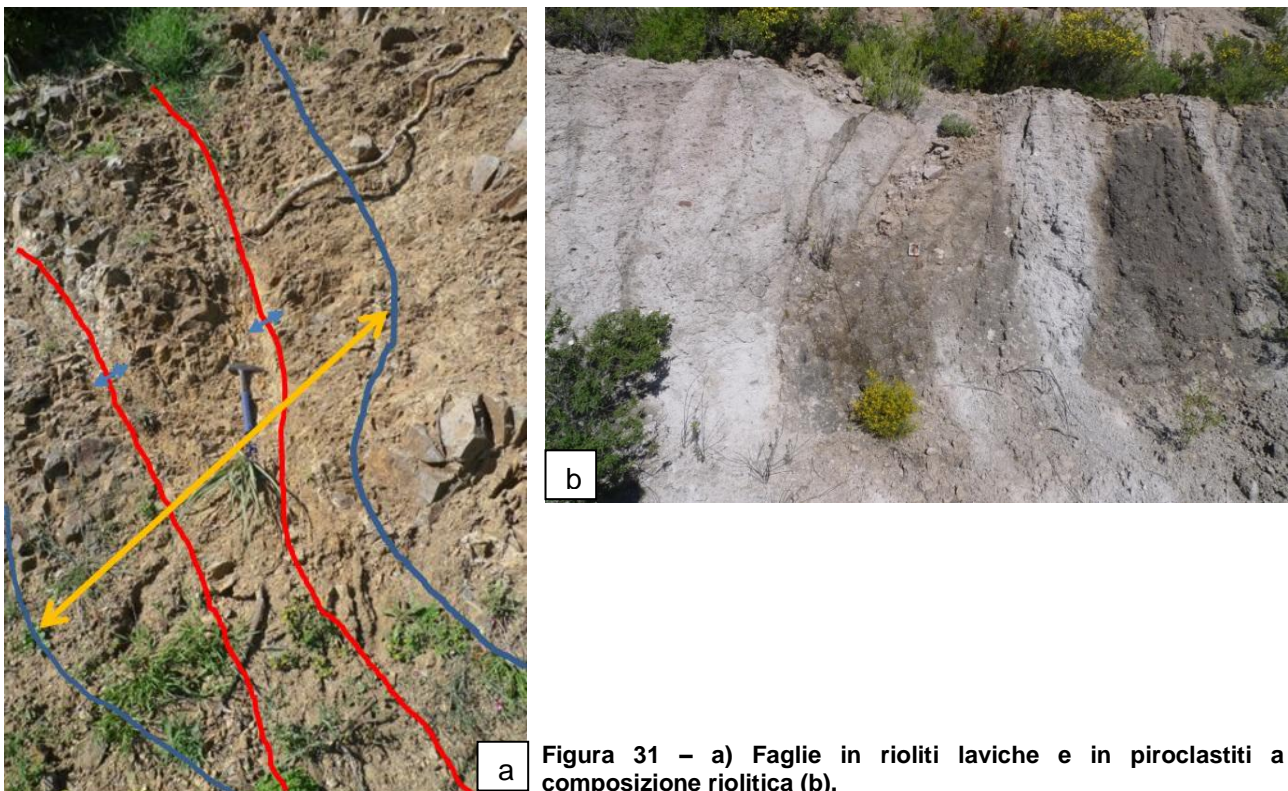 b
a
Figura 31 – a) Faglie in rioliti laviche e in piroclastiti a
composizione riolitica (b).